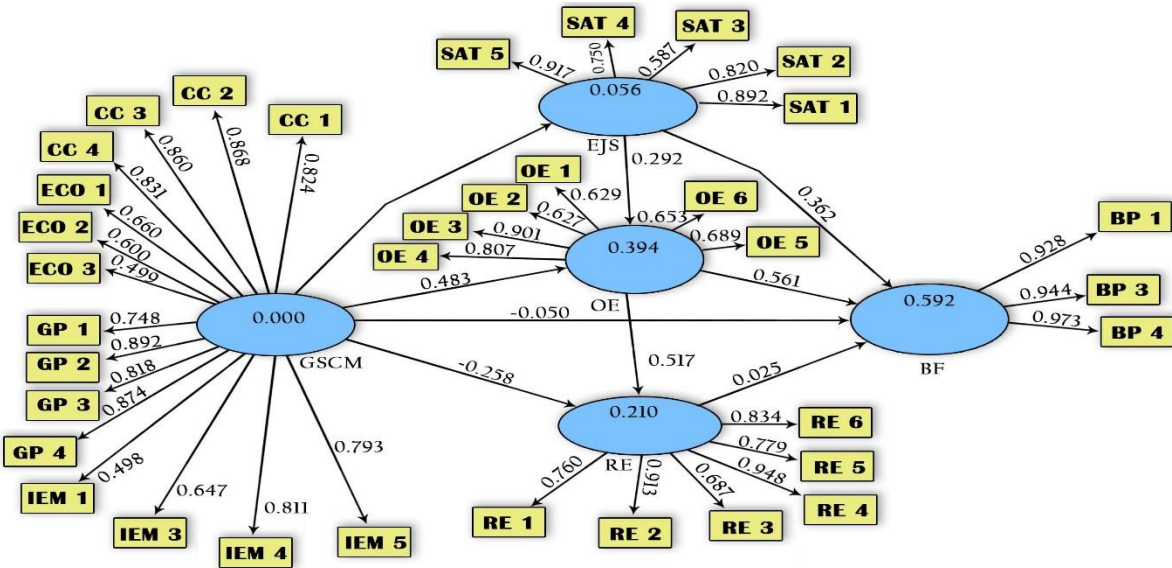 SAT 4
SAT 3
SAT 5
SAT 2
SAT 1
0.917
0.750
0.587
0.820
0.892
0.056
EJS
CC 2
CC 3
CC 1
CC 4
ECO 1
ECO 2
ECO 3
0.824
0.868
0.860
0.831
0.660
0.600
0.499
0.292
0.362
OE 1
OE 2
OE 3
OE 4
OE 6
OE 5
0.629
0.627
0.901
0.807
0.653
0.689
0.394
OE
0.483
0.561
BP 1
BP 3
BP 4
0.928
0.944
0.973
0.592
BF
0.000
GSCM
-0.050
GP 1
GP 2
GP 3
GP 4
0.748
0.892
0.818
0.874
-0.258
0.517
0.025
IEM 1
IEM 3
IEM 4
IEM 5
0.498
0.647
0.811
0.793
0.210
RE
RE 6
RE 5
RE 4
RE 3
RE 2
RE 1
0.834
0.779
0.948
0.687
0.913
0.760